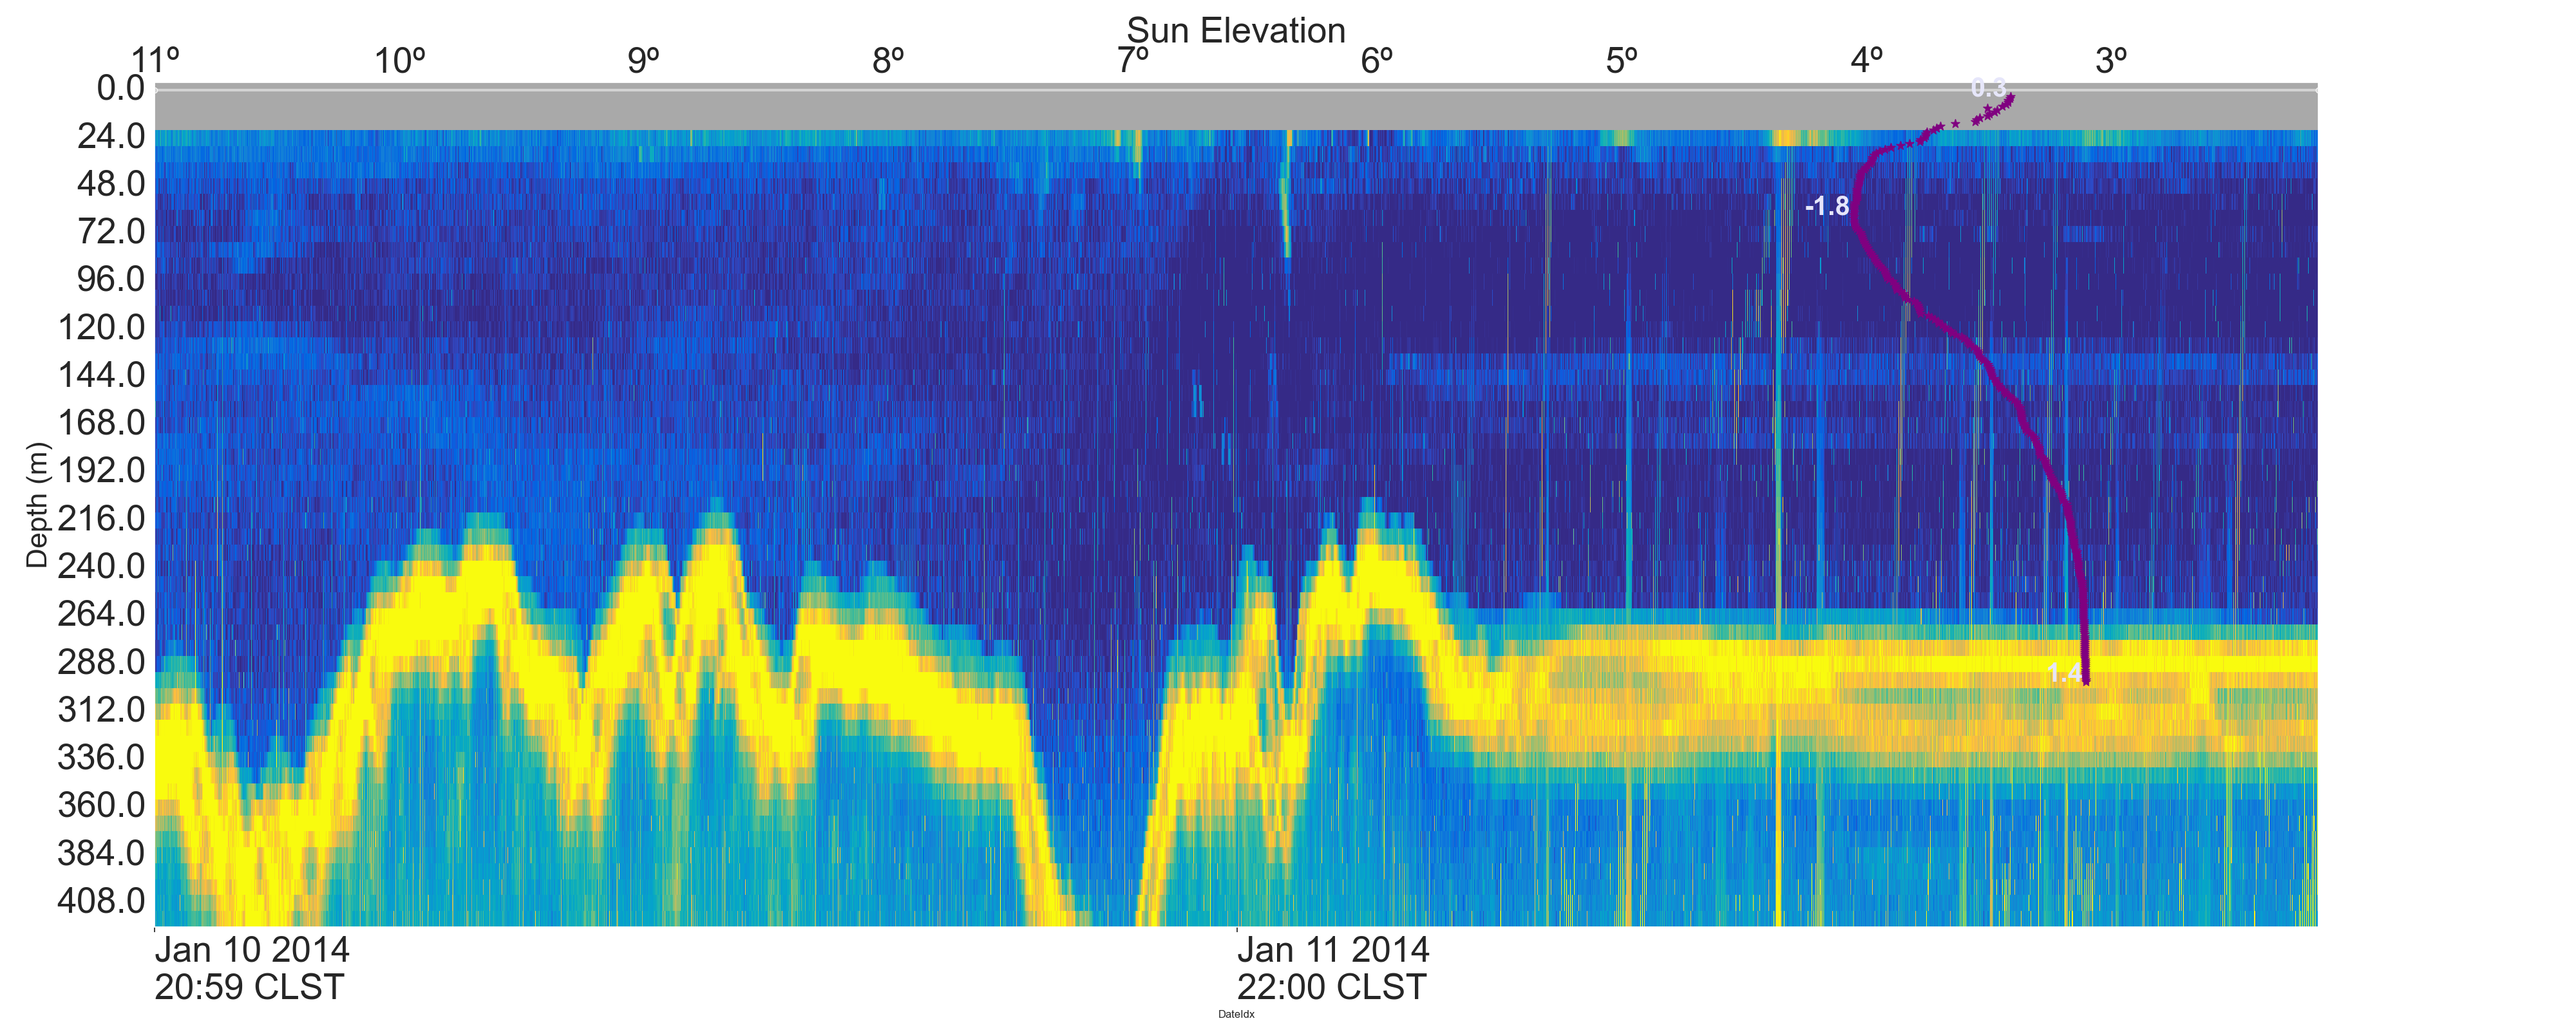 Sun Elevation
11º 10º 9º 8º 7º 6º 5º 4º 3º
0.0
24.0
48.0
72.0
96.0
120.0
144.0
168.0
192.0
216.0
240.0
264.0
288.0
312.0
336.0
360.0
384.0
408.0
Depth (m)
0.3
-1.8
1.4
Jan 10 2014
20:59 CLST
Jan 11 2014
22:00 CLST
DateIdx